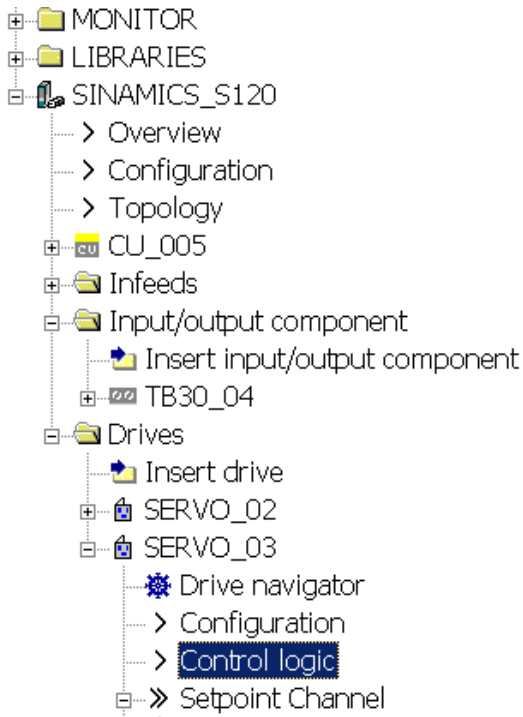 MONITOR
LIBRARIES
SINAMICS_S120
Overview
Configuration
Topology
CU CU_005
Infeeds
Input/output component
Insert input/output component
TB30_04
Drives
Insert drive
SERVO_02
SERVO_03
Drive navigator
Configuration
Control logic
Setpoint Channel